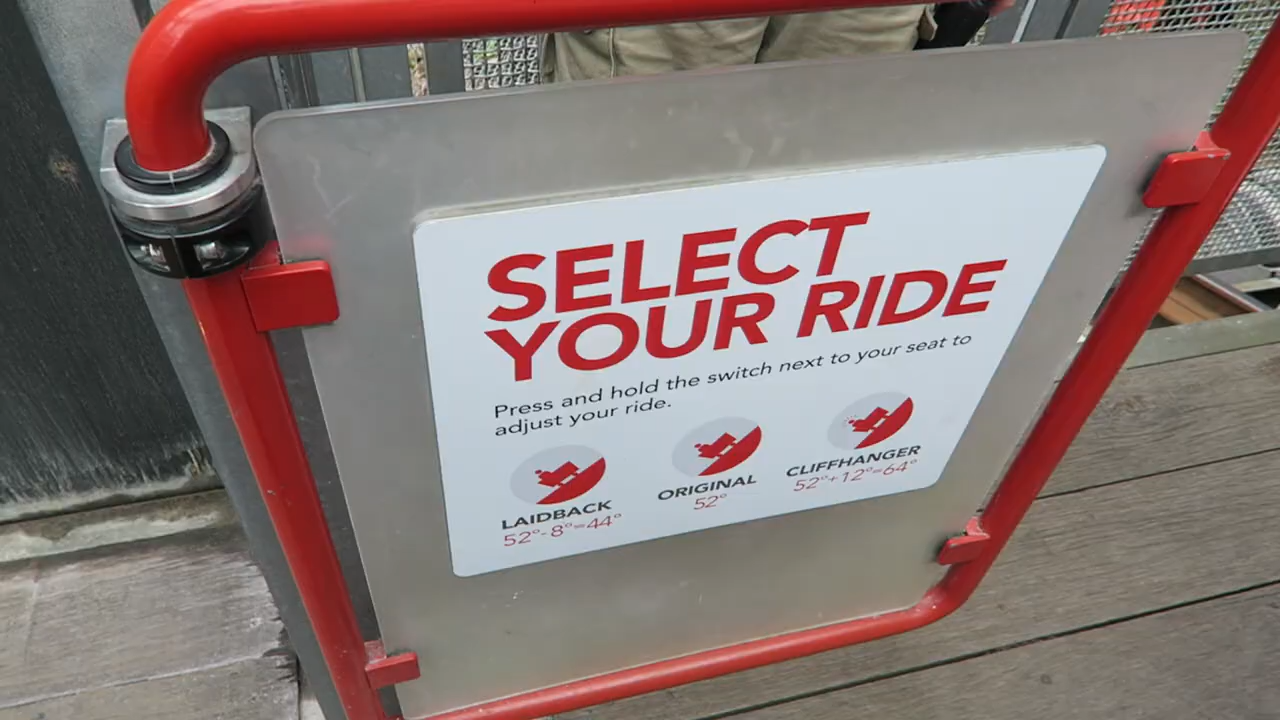 SELECT
YOUR RIDE
Press and hold the switch next to your seat to
adjust your ride.
LAIDBACK
52°-8°=44°
ORIGINAL
52°
CLIFFHANGER
52°+12°=64°